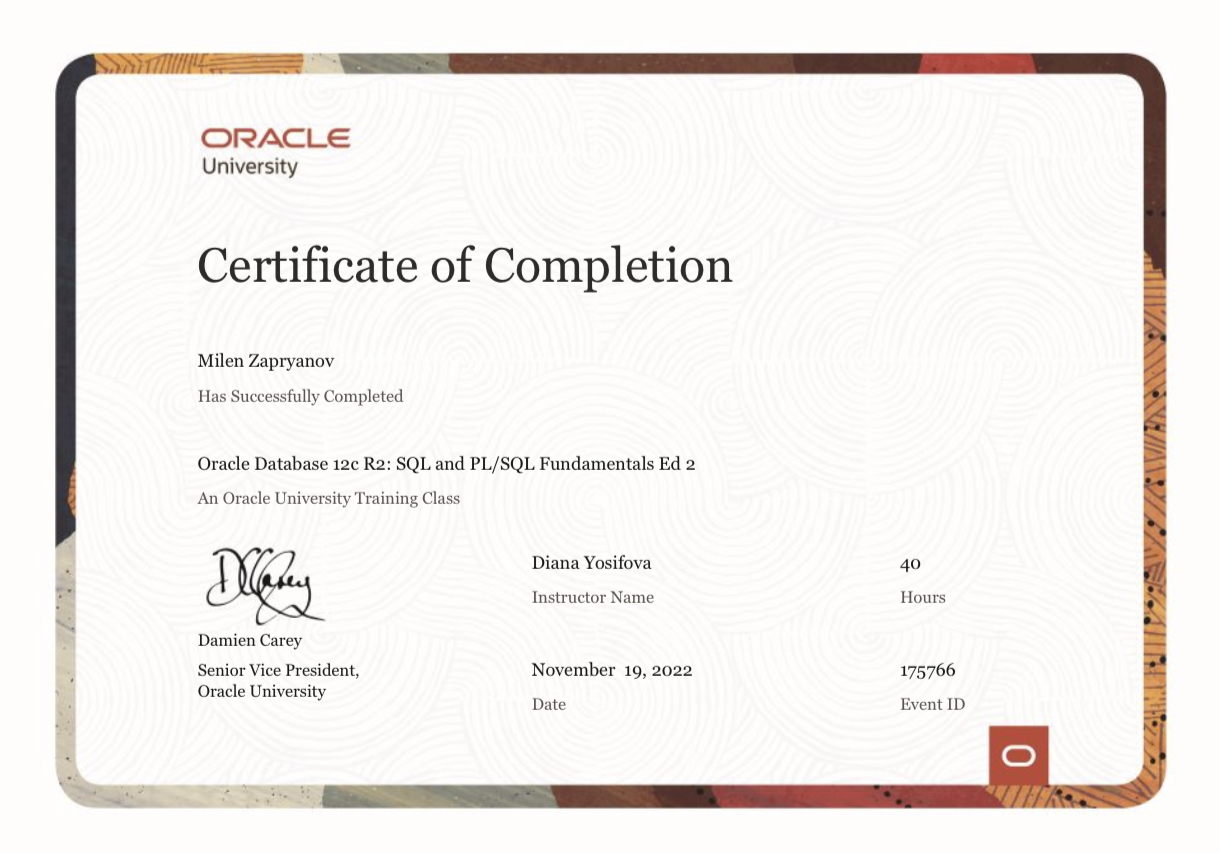 ORACLE
University
Certificate of Completion
Milen Zapryanov
Has Successfully Completed
Oracle Database 12c R2: SQL and PL/SQL Fundamentals Ed 2
An Oracle University Training Class
DCarey
Damien Carey
Senior Vice President,
Oracle University
Diana Yosifova
Instructor Name
40
Hours
November 19, 2022
Date
175766
Event ID